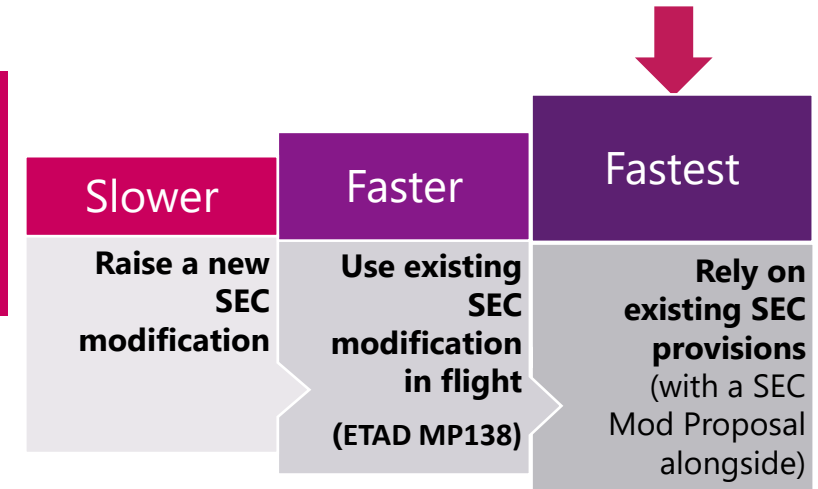 Slower
Raise a new
SEC
modification
Faster
Use existing
SEC
modification
in flight
(ETAD MP138)
Fastest
Rely on
existing SEC
provisions
(with a SEC
Mod Proposal
alongside)